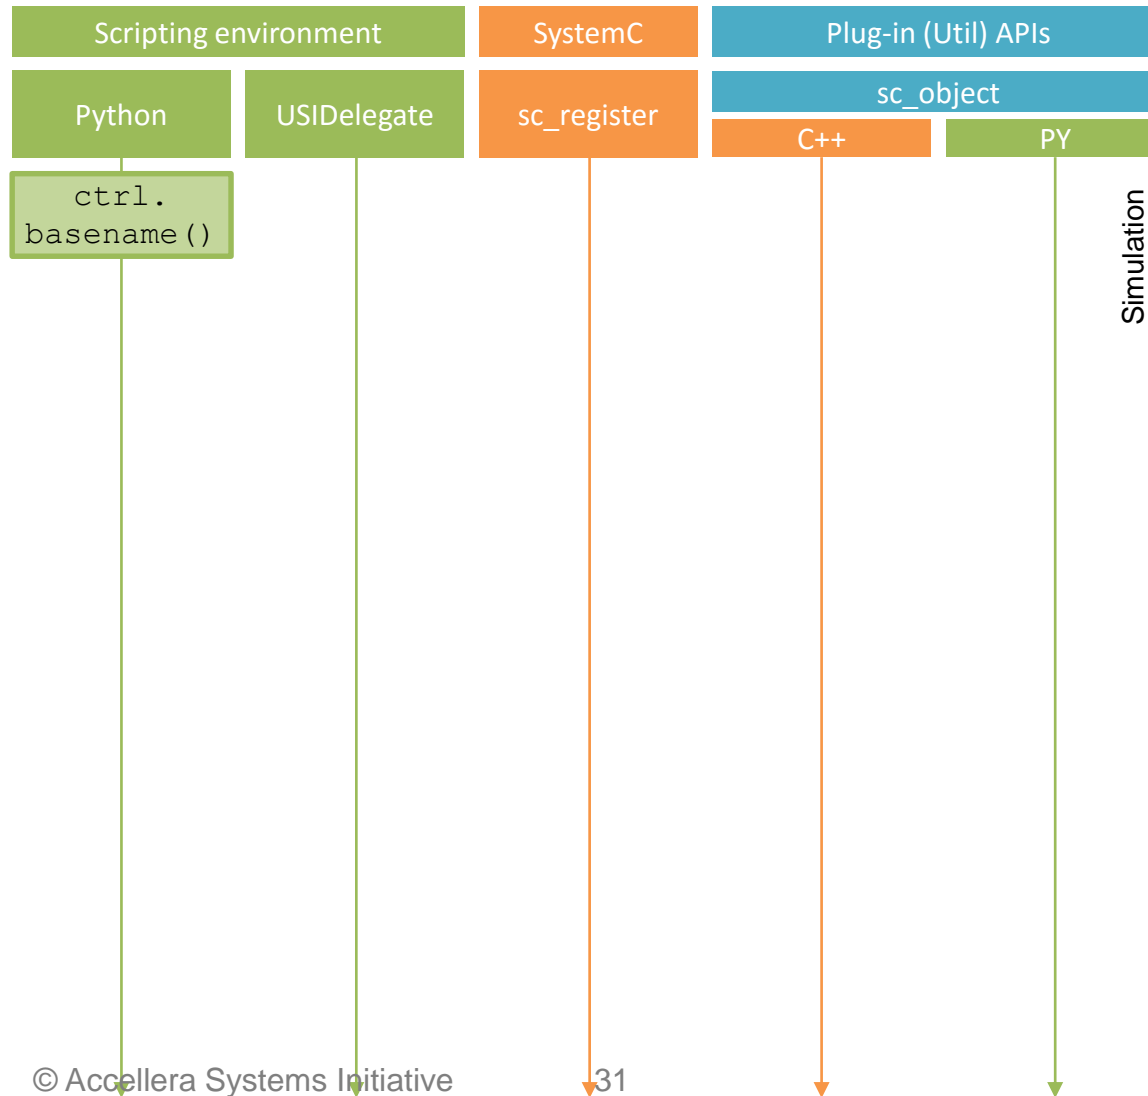 Scripting environment
SystemC
Plug-in (Util) APIs
Python
USIDelegate
sc_register
sc_object
C++
PY
ctrl.
basename()
Simulation
© Accellera Systems Initiative
31